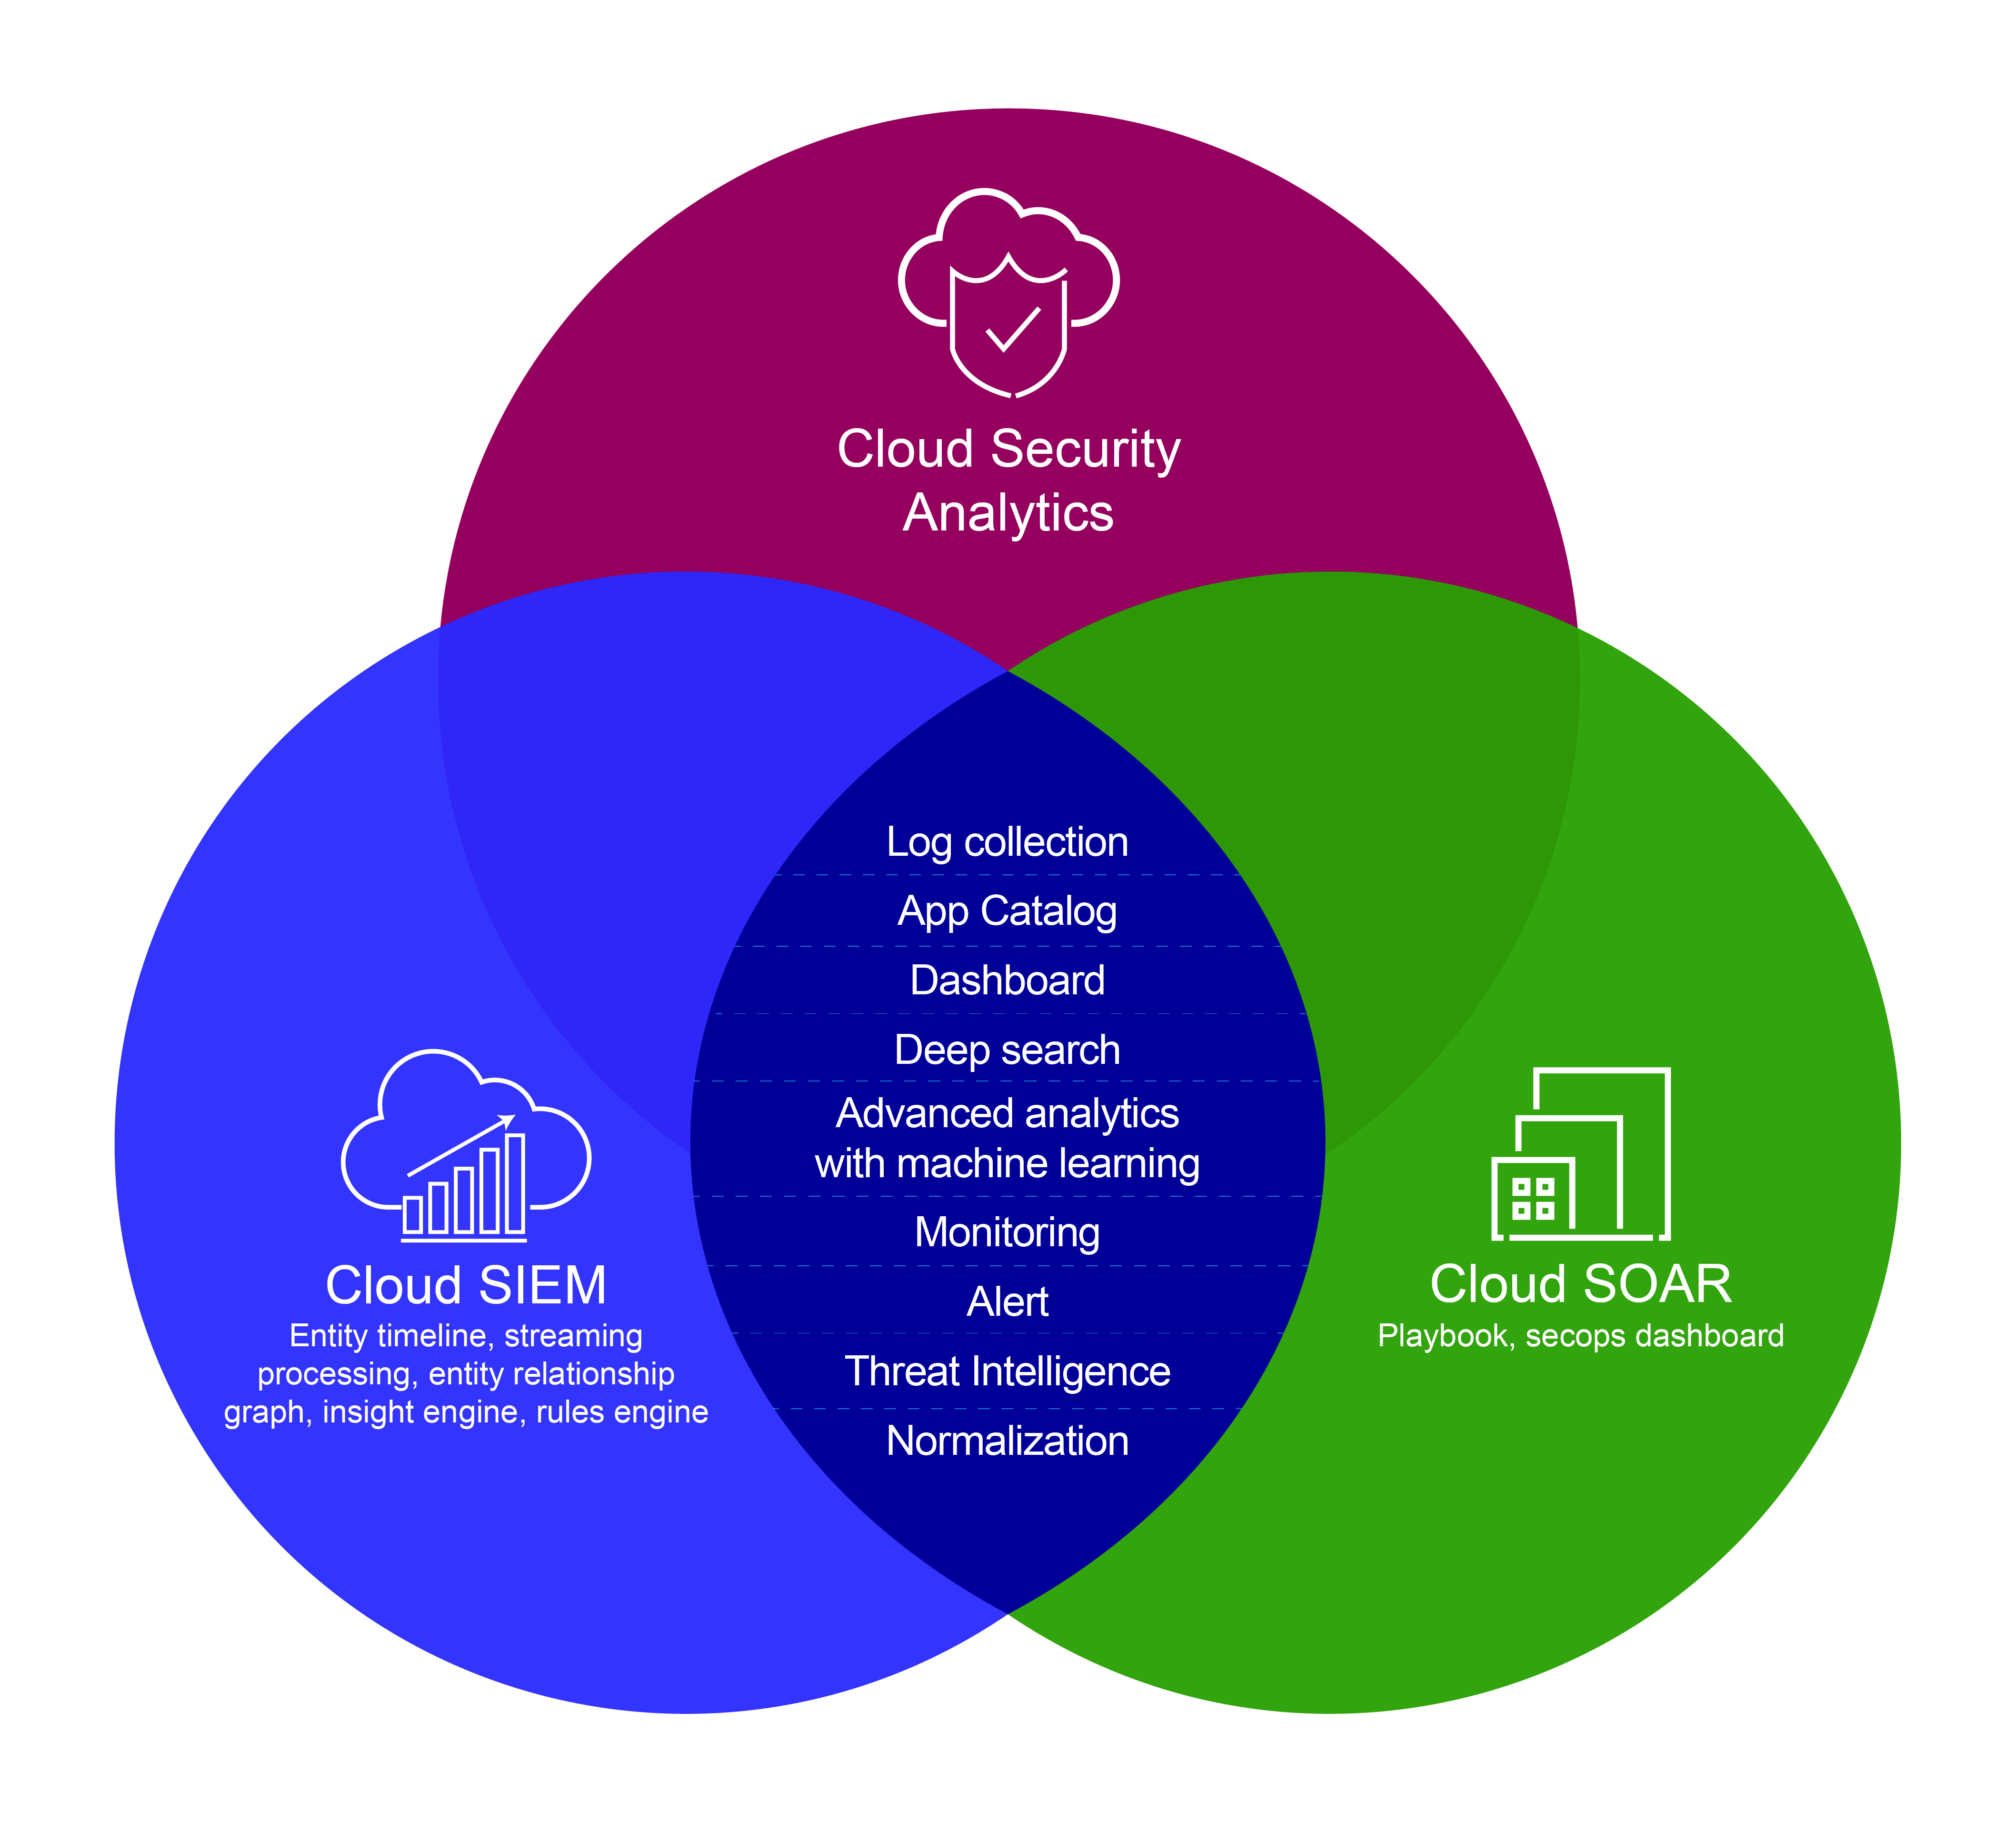 Cloud Security
Analytics
Log collection
App Catalog
Dashboard
Deep search
Advanced analytics
with machine learning
Monitoring
Alert
Threat Intelligence
Normalization
Cloud SIEM
Entity timeline, streaming
processing, entity relationship
graph, insight engine, rules engine
Cloud SOAR
Playbook, secops dashboard